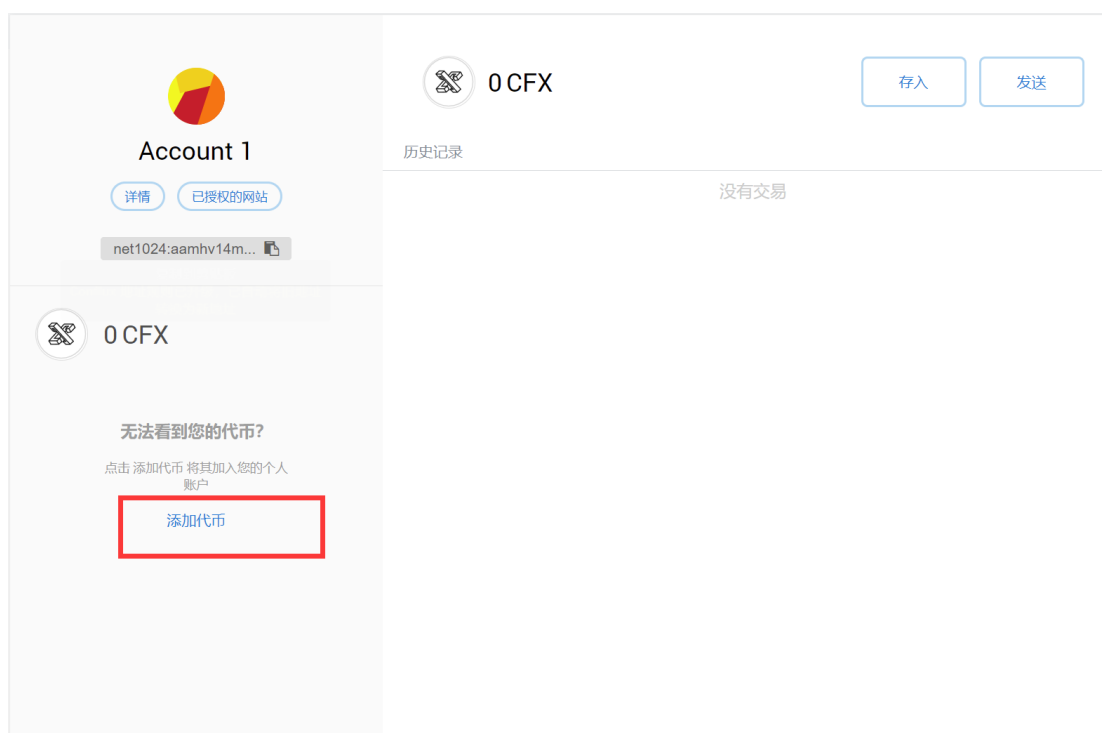 Account 1
详情
已授权的网站
net1024:aamhv14m...
0 CFX
无法看到您的代币?
点击 添加代币 将其加入您的个人
账户
添加代币
0 CFX
存入
发送
历史记录
没有交易